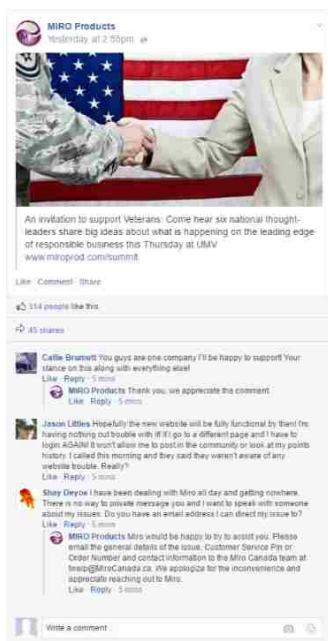 MIRO Products
Yesterday at 2:55pm
An invitation to support Veterans: Come hear six national thought-
leaders share big ideas about what is happening on the leading edge
of responsible business this Thursday at UMV
www.miroprod.com/summit
Like · Comment · Share
314 people like this.
45 shares
Callie Brumett You guys are one company I'll be happy to support! Your
stance on this along with everything else!
Like · Reply · 5 mins
MIRO Products Thank you, we appreciate the comment.
Like · Reply · 5 mins
Jason Littles Hopefully the new website will be fully functional by then! I'm
having nothing but trouble with it! If I go to a different page and I have to
login AGAIN! It won't allow me to post in the community or look at my points
history. I called this morning and they said they weren't aware of any
website trouble. Really?
Like · Reply · 5 mins
Shay Deyoe I have been dealing with Miro all day and getting nowhere.
There is no way to private message you and I want to speak with someone
about my issues. Do you have an email address I can direct my issue to?
Like · Reply · 5 mins
MIRO Products Miro would be happy to try to assist you. Please
email the general details of the issue, Customer Service Pin or
Order Number and contact information to the Miro Canada team at
We apologize for the inconvenience and
appreciate reaching out to Miro.
Like · Reply · 5 mins
Write a comment...